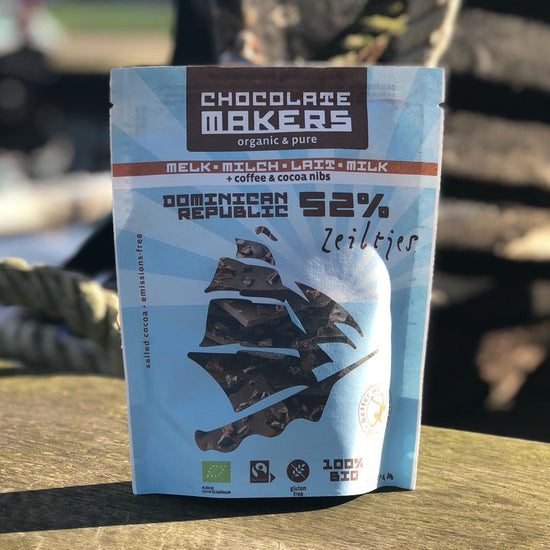 CHOCOLATE
MAKERS
organic & pure
MELK • MILCH • LAIT • MILK
+ coffee & cocoa nibs
DOMINICAN
REPUBLIC
52%
Zeiltjes
sailed cocoa • emissions-free
gluten
free
100%
BIO